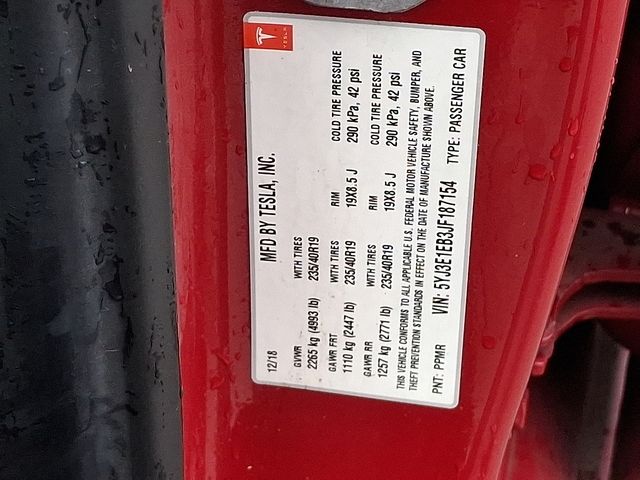 TESLA
12/18 MFD BY TESLA, INC.
GVWR WITH TIRES RIM COLD TIRE PRESSURE
2265 kg (4993 lb) 235/40R19 19X8.5 J 290 kPa, 42 psi
GAWR FRT WITH TIRES RIM COLD TIRE PRESSURE
1110 kg (2447 lb) 235/40R19 19X8.5 J 290 kPa, 42 psi
GAWR RR WITH TIRES
1257 kg (2771 lb) 235/40R19
THIS VEHICLE CONFORMS TO ALL APPLICABLE U.S. FEDERAL MOTOR VEHICLE SAFETY, BUMPER, AND
THEFT PREVENTION STANDARDS IN EFFECT ON THE DATE OF MANUFACTURE SHOWN ABOVE.
PNT: PPMR VIN: 5YJ3E1EB3JF187154 TYPE: PASSENGER CAR